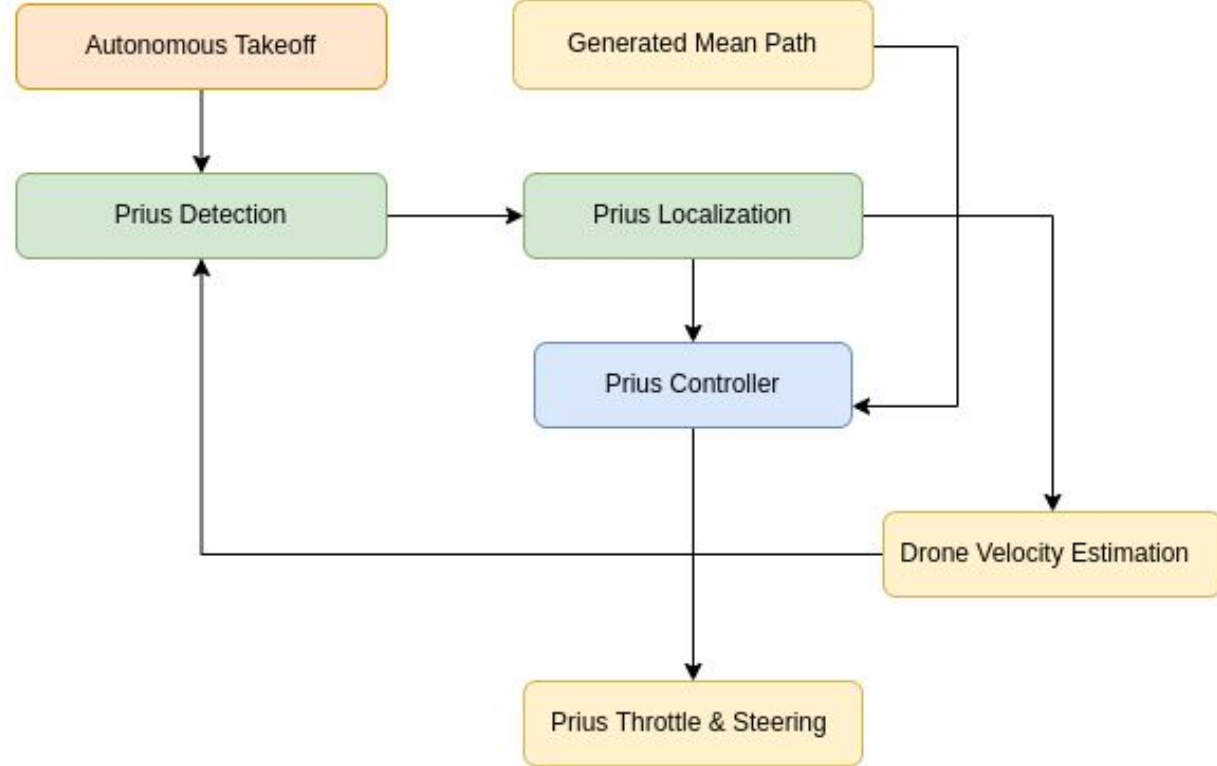 Autonomous Takeoff
Generated Mean Path
Prius Detection
Prius Localization
Prius Controller
Drone Velocity Estimation
Prius Throttle & Steering